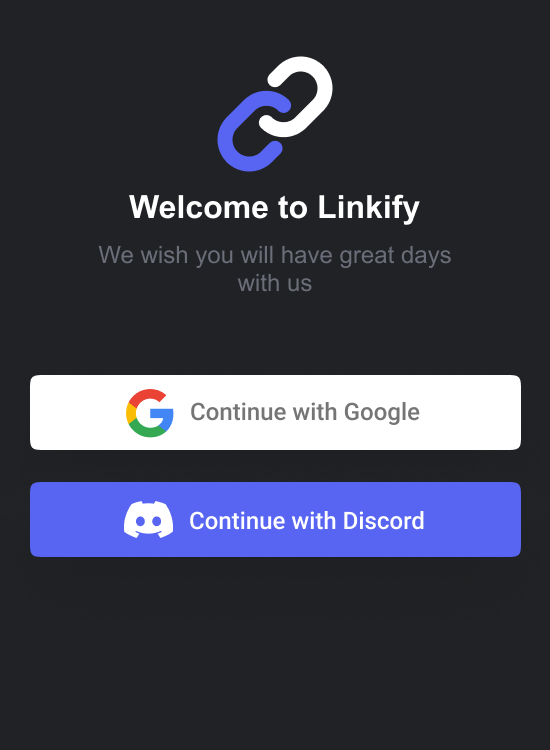 Welcome to Linkify
We wish you will have great days
with us
Continue with Google
Continue with Discord